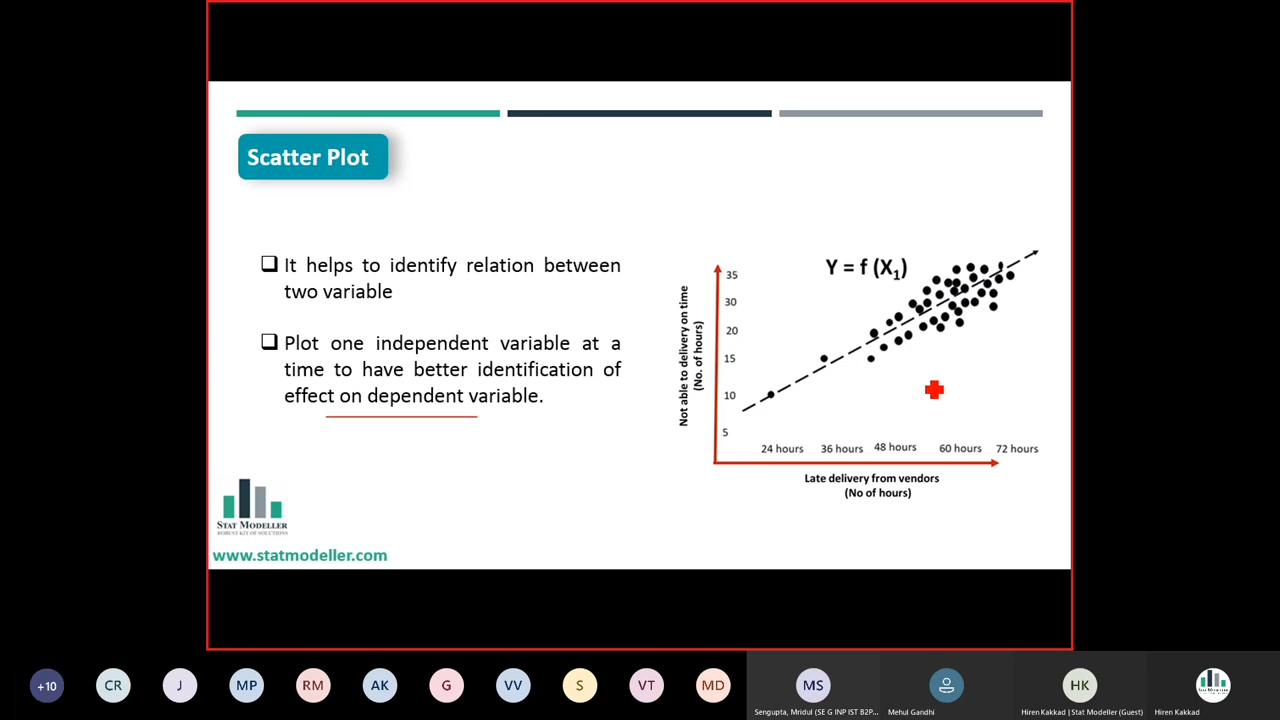 Scatter Plot
❑ It helps to identify relation between
two variable
❑ Plot one independent variable at a
time to have better identification of
effect on dependent variable.
STAT MODELLER
ROBUST KIT OF SOLUTIONS
www.statmodeller.com
Y = f (X₁)
Not able to delivery on time
(No. of hours)
35
30
20
15
10
5
24 hours 36 hours 48 hours 60 hours 72 hours
Late delivery from vendors
(No of hours)
+10 CR J MP RM AK G VV S VT MD MS HK
Sengupta, Mridul (SE G INP IST B2P... Mehul Gandhi Hiren Kakkad | Stat Modeller (Guest) Hiren Kakkad